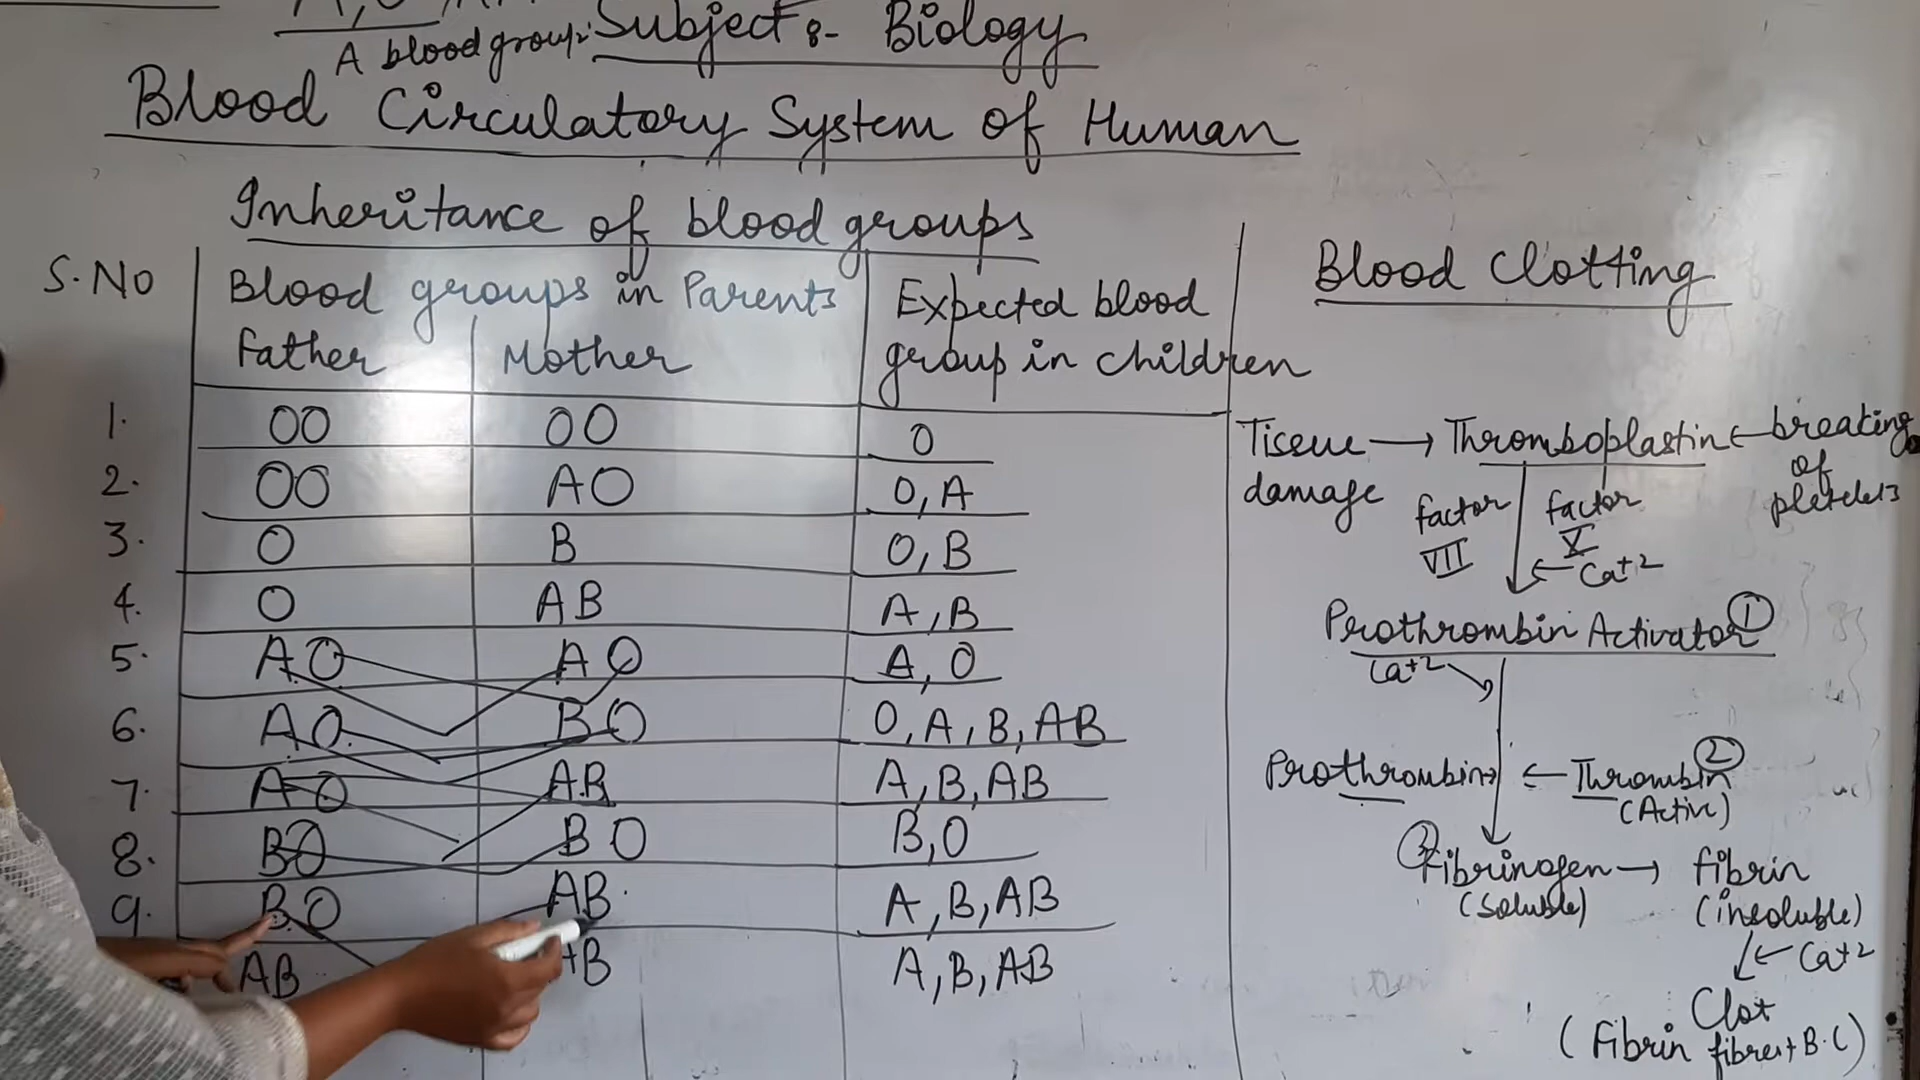 A blood group:
Subject :- Biology
Blood Circulatory System of Human
Inheritance of blood groups
S.No
Blood groups in Parents
Father
Mother
Expected blood
group in children
1. OO OO O
2. OO AO O, A
3. O B O, B
4. O AB A, B
5. AO AO A, O
6. AO BO O, A, B, AB
7. AO AB A, B, AB
8. BO BO B, O
9. BO AB A, B, AB
AB AB A, B, AB
Blood Clotting
Tissue → Thromboplastin ← breaking
damage
of
pletelets
factor
VII
factor
V
← Ca+2
Prothrombin Activator ①
Ca+2
Prothrombin → ← Thrombin ②
(Active)
③ Fibrinogen → fibrin
(Soluble) (insoluble)
← Ca+2
Clot
(Fibrin fibres+B.C)